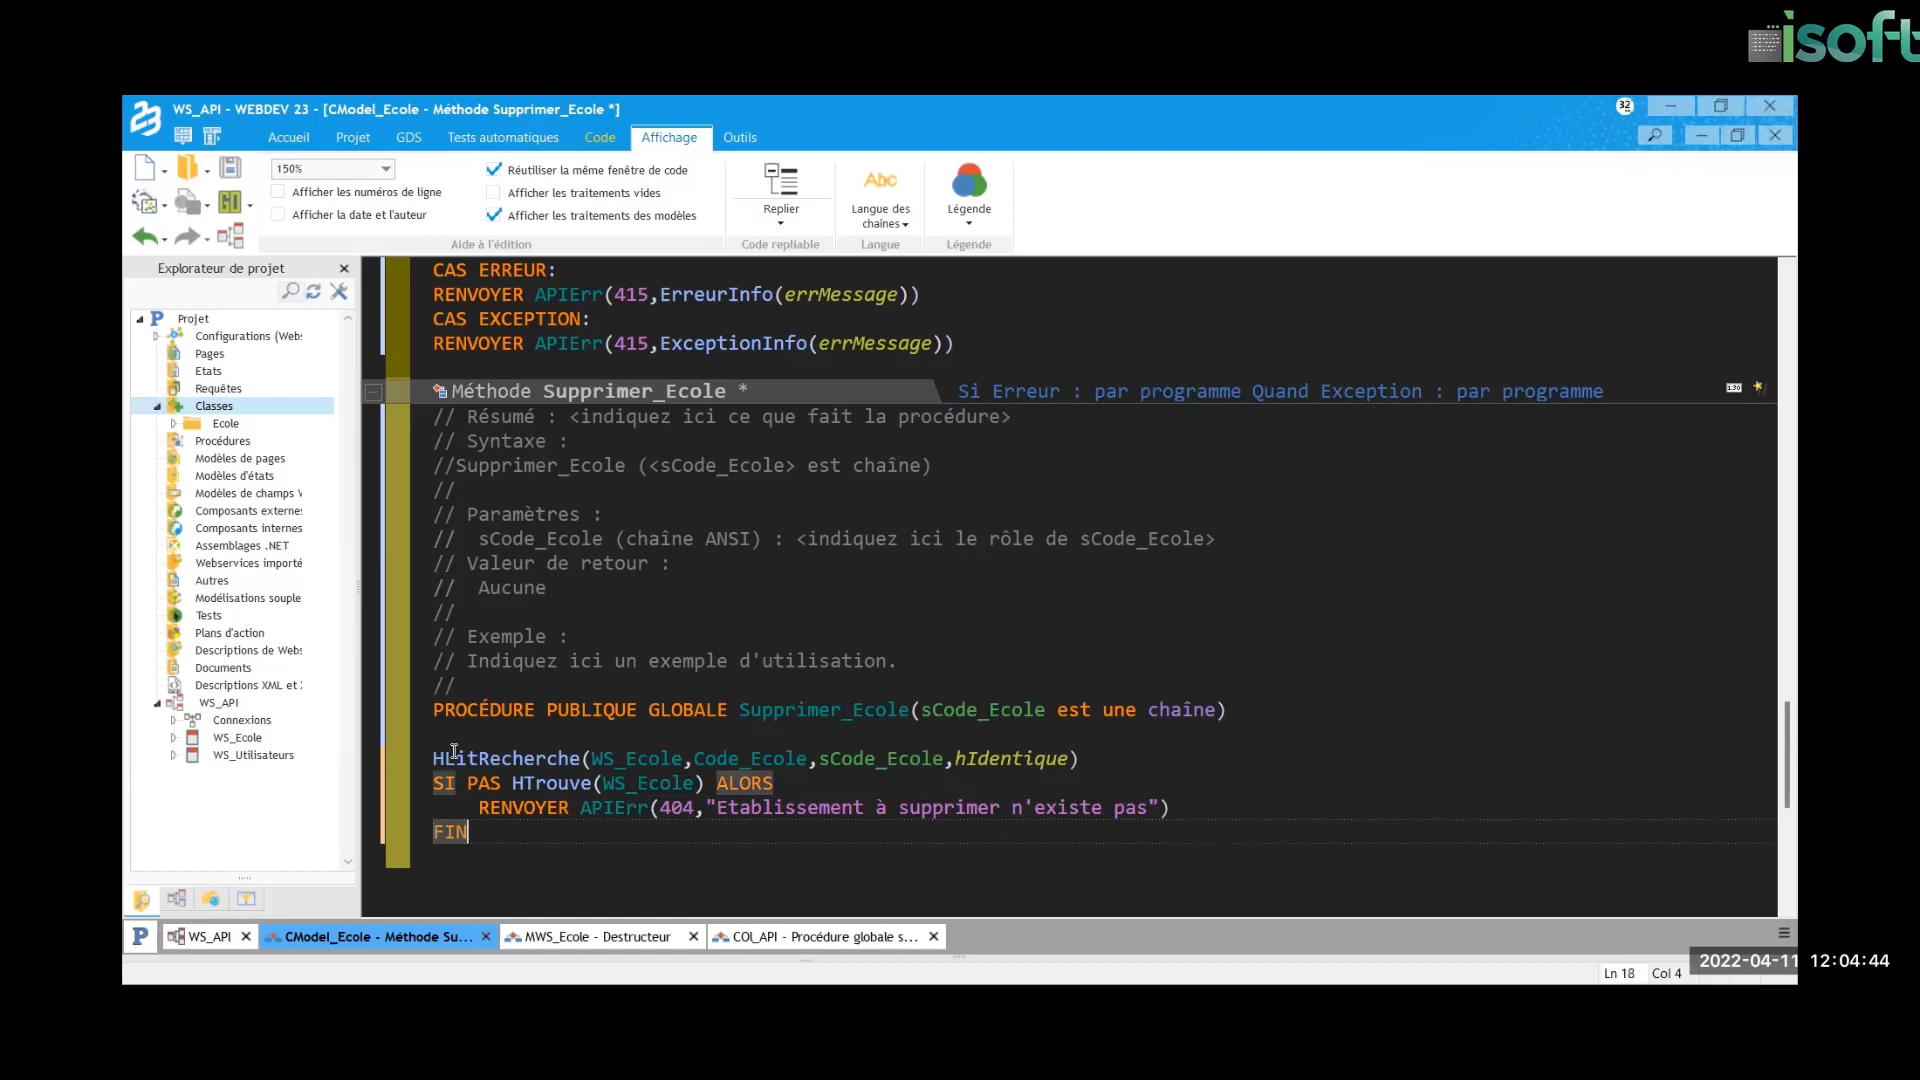 isoft
WS_API - WEBDEV 23 - [CModel_Ecole - Méthode Supprimer_Ecole *]
32
Accueil Projet GDS Tests automatiques Code Affichage Outils
150%
Réutiliser la même fenêtre de code
Afficher les numéros de ligne
Afficher les traitements vides
Afficher la date et l'auteur
Afficher les traitements des modèles
Replier
Abc
Langue des
chaînes
Légende
GO
Aide à l'édition Code repliable Langue Légende
Explorateur de projet
Projet
Configurations (Webs
Pages
Etats
Requêtes
Classes
Ecole
Procédures
Modèles de pages
Modèles d'états
Modèles de champs V
Composants externes
Composants internes
Assemblages .NET
Webservices importé
Autres
Modélisations souple
Tests
Plans d'action
Descriptions de Webs
Documents
Descriptions XML et
WS_API
Connexions
WS_Ecole
WS_Utilisateurs
CAS ERREUR:
RENVOYER APIErr(415,ErreurInfo(errMessage))
CAS EXCEPTION:
RENVOYER APIErr(415,ExceptionInfo(errMessage))
Méthode Supprimer_Ecole * Si Erreur : par programme Quand Exception : par programme
// Résumé : <indiquez ici ce que fait la procédure>
// Syntaxe :
//Supprimer_Ecole (<sCode_Ecole> est chaîne)
//
// Paramètres :
// sCode_Ecole (chaîne ANSI) : <indiquez ici le rôle de sCode_Ecole>
// Valeur de retour :
// Aucune
//
// Exemple :
// Indiquez ici un exemple d'utilisation.
//
PROCÉDURE PUBLIQUE GLOBALE Supprimer_Ecole(sCode_Ecole est une chaîne)
HLitRecherche(WS_Ecole,Code_Ecole,sCode_Ecole,hIdentique)
SI PAS HTrouve(WS_Ecole) ALORS
RENVOYER APIErr(404,"Etablissement à supprimer n'existe pas")
FIN
WS_API CModel_Ecole - Méthode Su... MWS_Ecole - Destructeur COL_API - Procédure globale s...
2022-04-11 12:04:44
Ln 18 Col 4